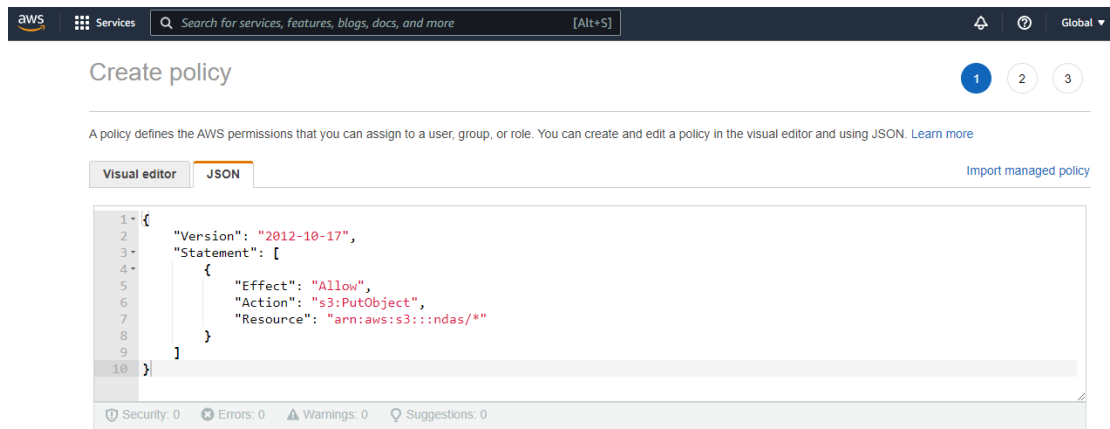 aws Services Search for services, features, blogs, docs, and more [Alt+S] Global
Create policy 1 2 3
A policy defines the AWS permissions that you can assign to a user, group, or role. You can create and edit a policy in the visual editor and using JSON. Learn more
Visual editor JSON Import managed policy
1 {
2     "Version": "2012-10-17",
3     "Statement": [
4         {
5             "Effect": "Allow",
6             "Action": "s3:PutObject",
7             "Resource": "arn:aws:s3:::ndas/*"
8         }
9     ]
10 }
Security: 0 Errors: 0 Warnings: 0 Suggestions: 0